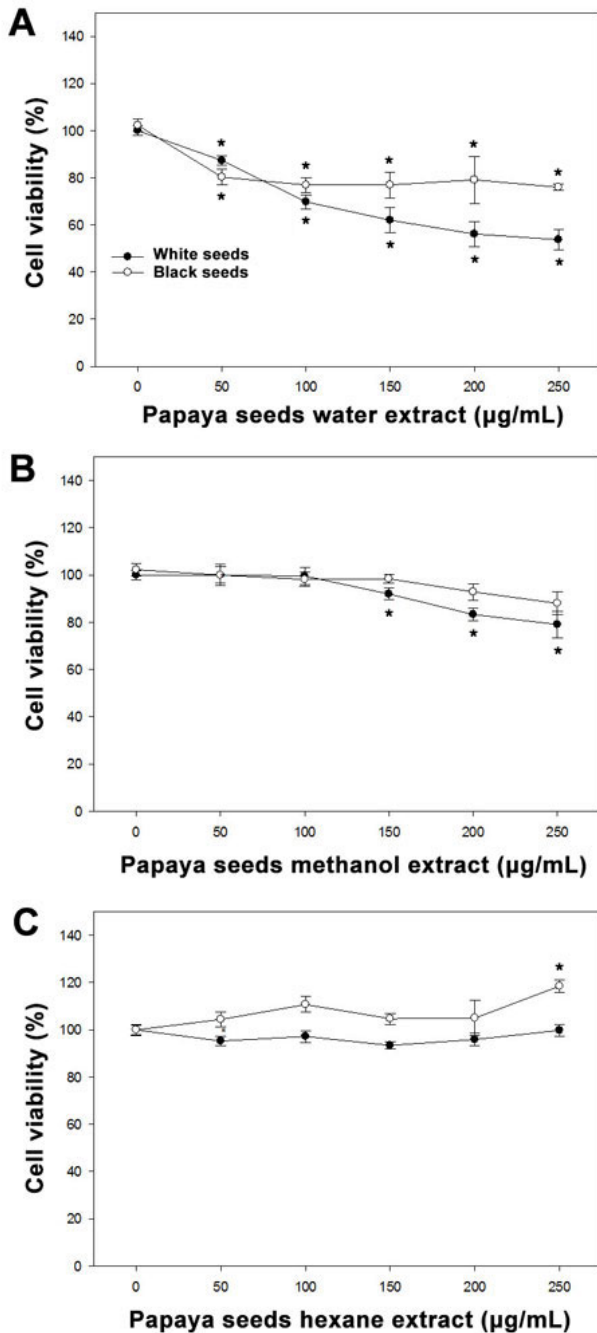 A
140
120
100
80
60
40
20
0
Cell viability (%)
* * * * *
* * * * *
White seeds
Black seeds
0 50 100 150 200 250
Papaya seeds water extract (µg/mL)
B
140
120
100
80
60
40
20
0
Cell viability (%)
* * *
0 50 100 150 200 250
Papaya seeds methanol extract (µg/mL)
C
140
120
100
80
60
40
20
0
Cell viability (%)
*
0 50 100 150 200 250
Papaya seeds hexane extract (µg/mL)